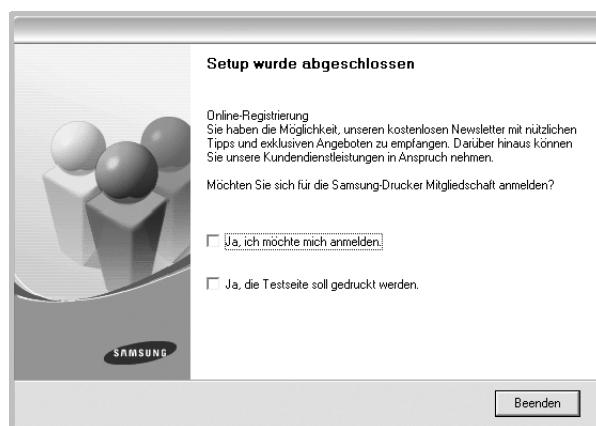 Setup wurde abgeschlossen
Online-Registrierung
Sie haben die Möglichkeit, unseren kostenlosen Newsletter mit nützlichen
Tipps und exklusiven Angeboten zu empfangen. Darüber hinaus können
Sie unsere Kundendienstleistungen in Anspruch nehmen.
Möchten Sie sich für die Samsung-Drucker Mitgliedschaft anmelden?
Ja, ich möchte mich anmelden.
Ja, die Testseite soll gedruckt werden.
SAMSUNG
Beenden